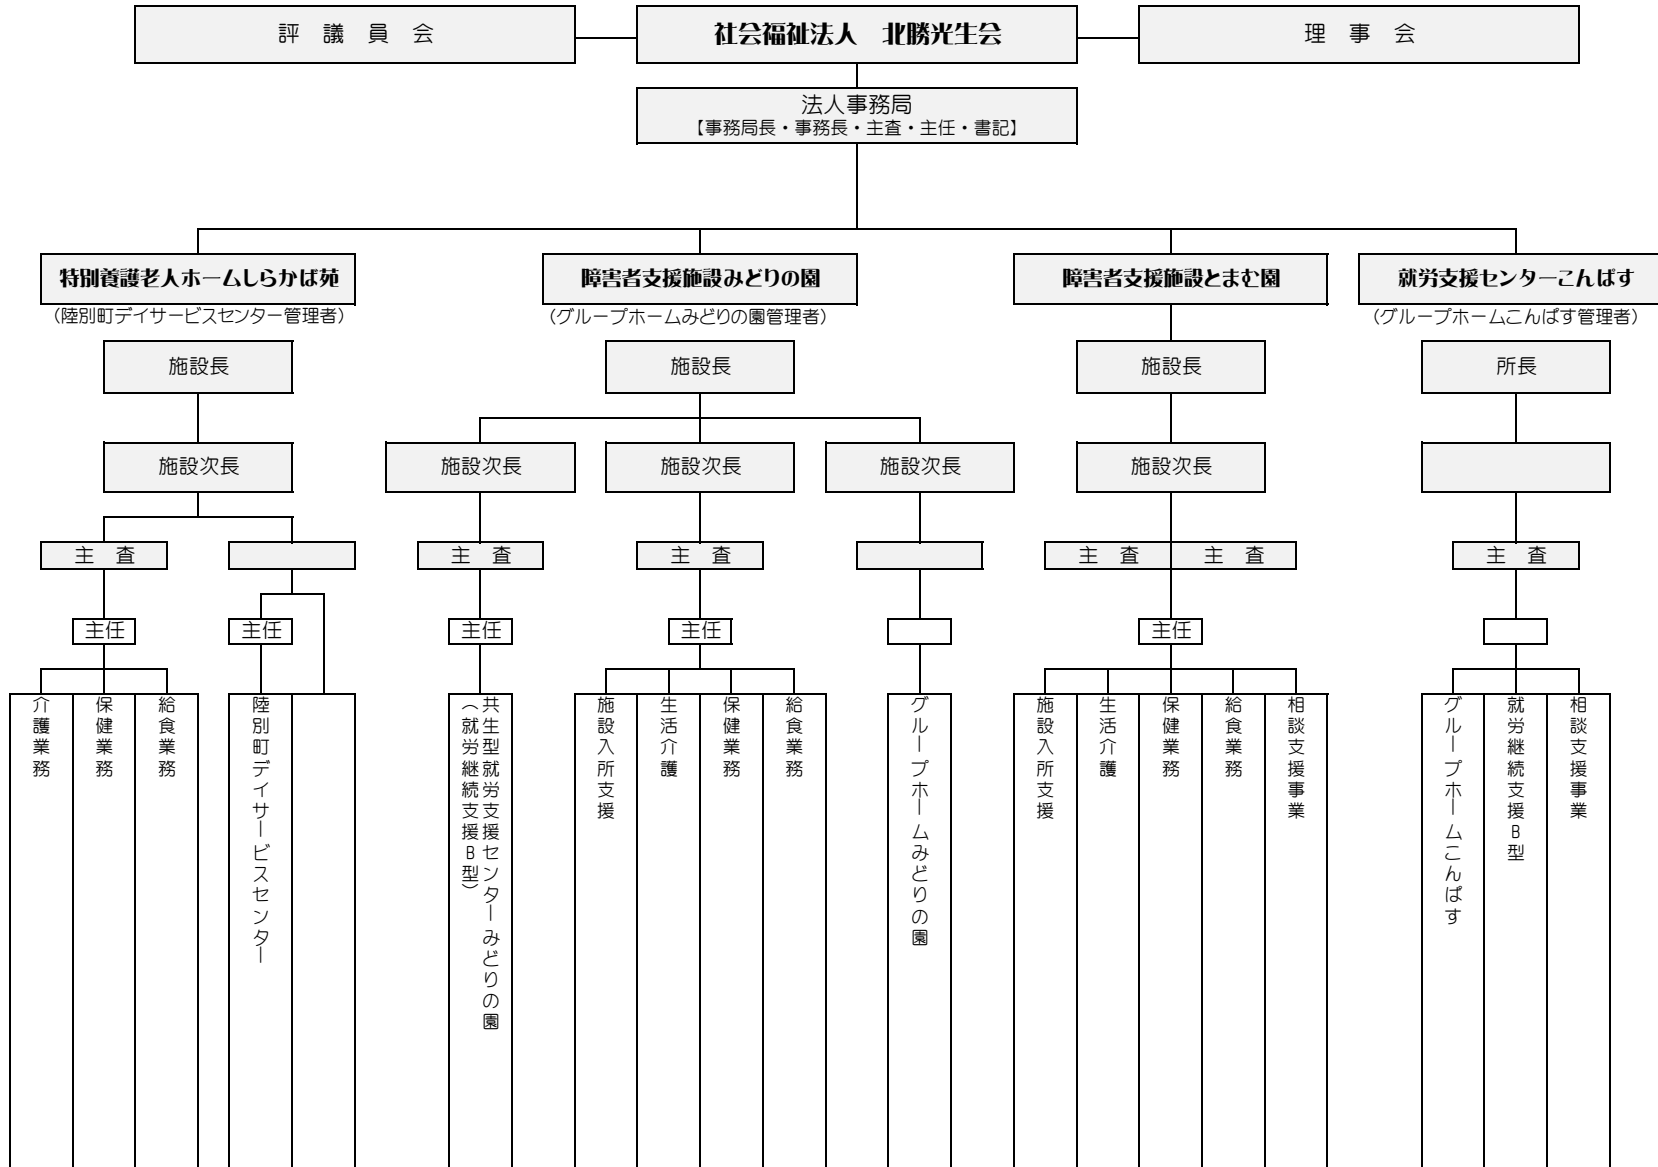 評議員会
社会福祉法人　北勝光生会
理事会
法人事務局
【事務局長・事務長・主査・主任・書記】
特別養護老人ホームしらかば苑
（陸別町デイサービスセンター管理者）
障害者支援施設みどりの園
（グループホームみどりの園管理者）
障害者支援施設とまむ園
就労支援センターこんぱす
（グループホームこんぱす管理者）
施設長
施設長
施設長
所長
施設次長
施設次長
施設次長
施設次長
施設次長
主　査
主　査
主　査
主　査
主　査
主　査
主任
主任
主任
主任
主任
介護業務
保健業務
給食業務
陸別町デイサービスセンター
共生型就労支援センターみどりの園
（就労継続支援B型）
施設入所支援
生活介護
保健業務
給食業務
グループホームみどりの園
施設入所支援
生活介護
保健業務
給食業務
相談支援事業
グループホームこんぱす
就労継続支援B型
相談支援事業